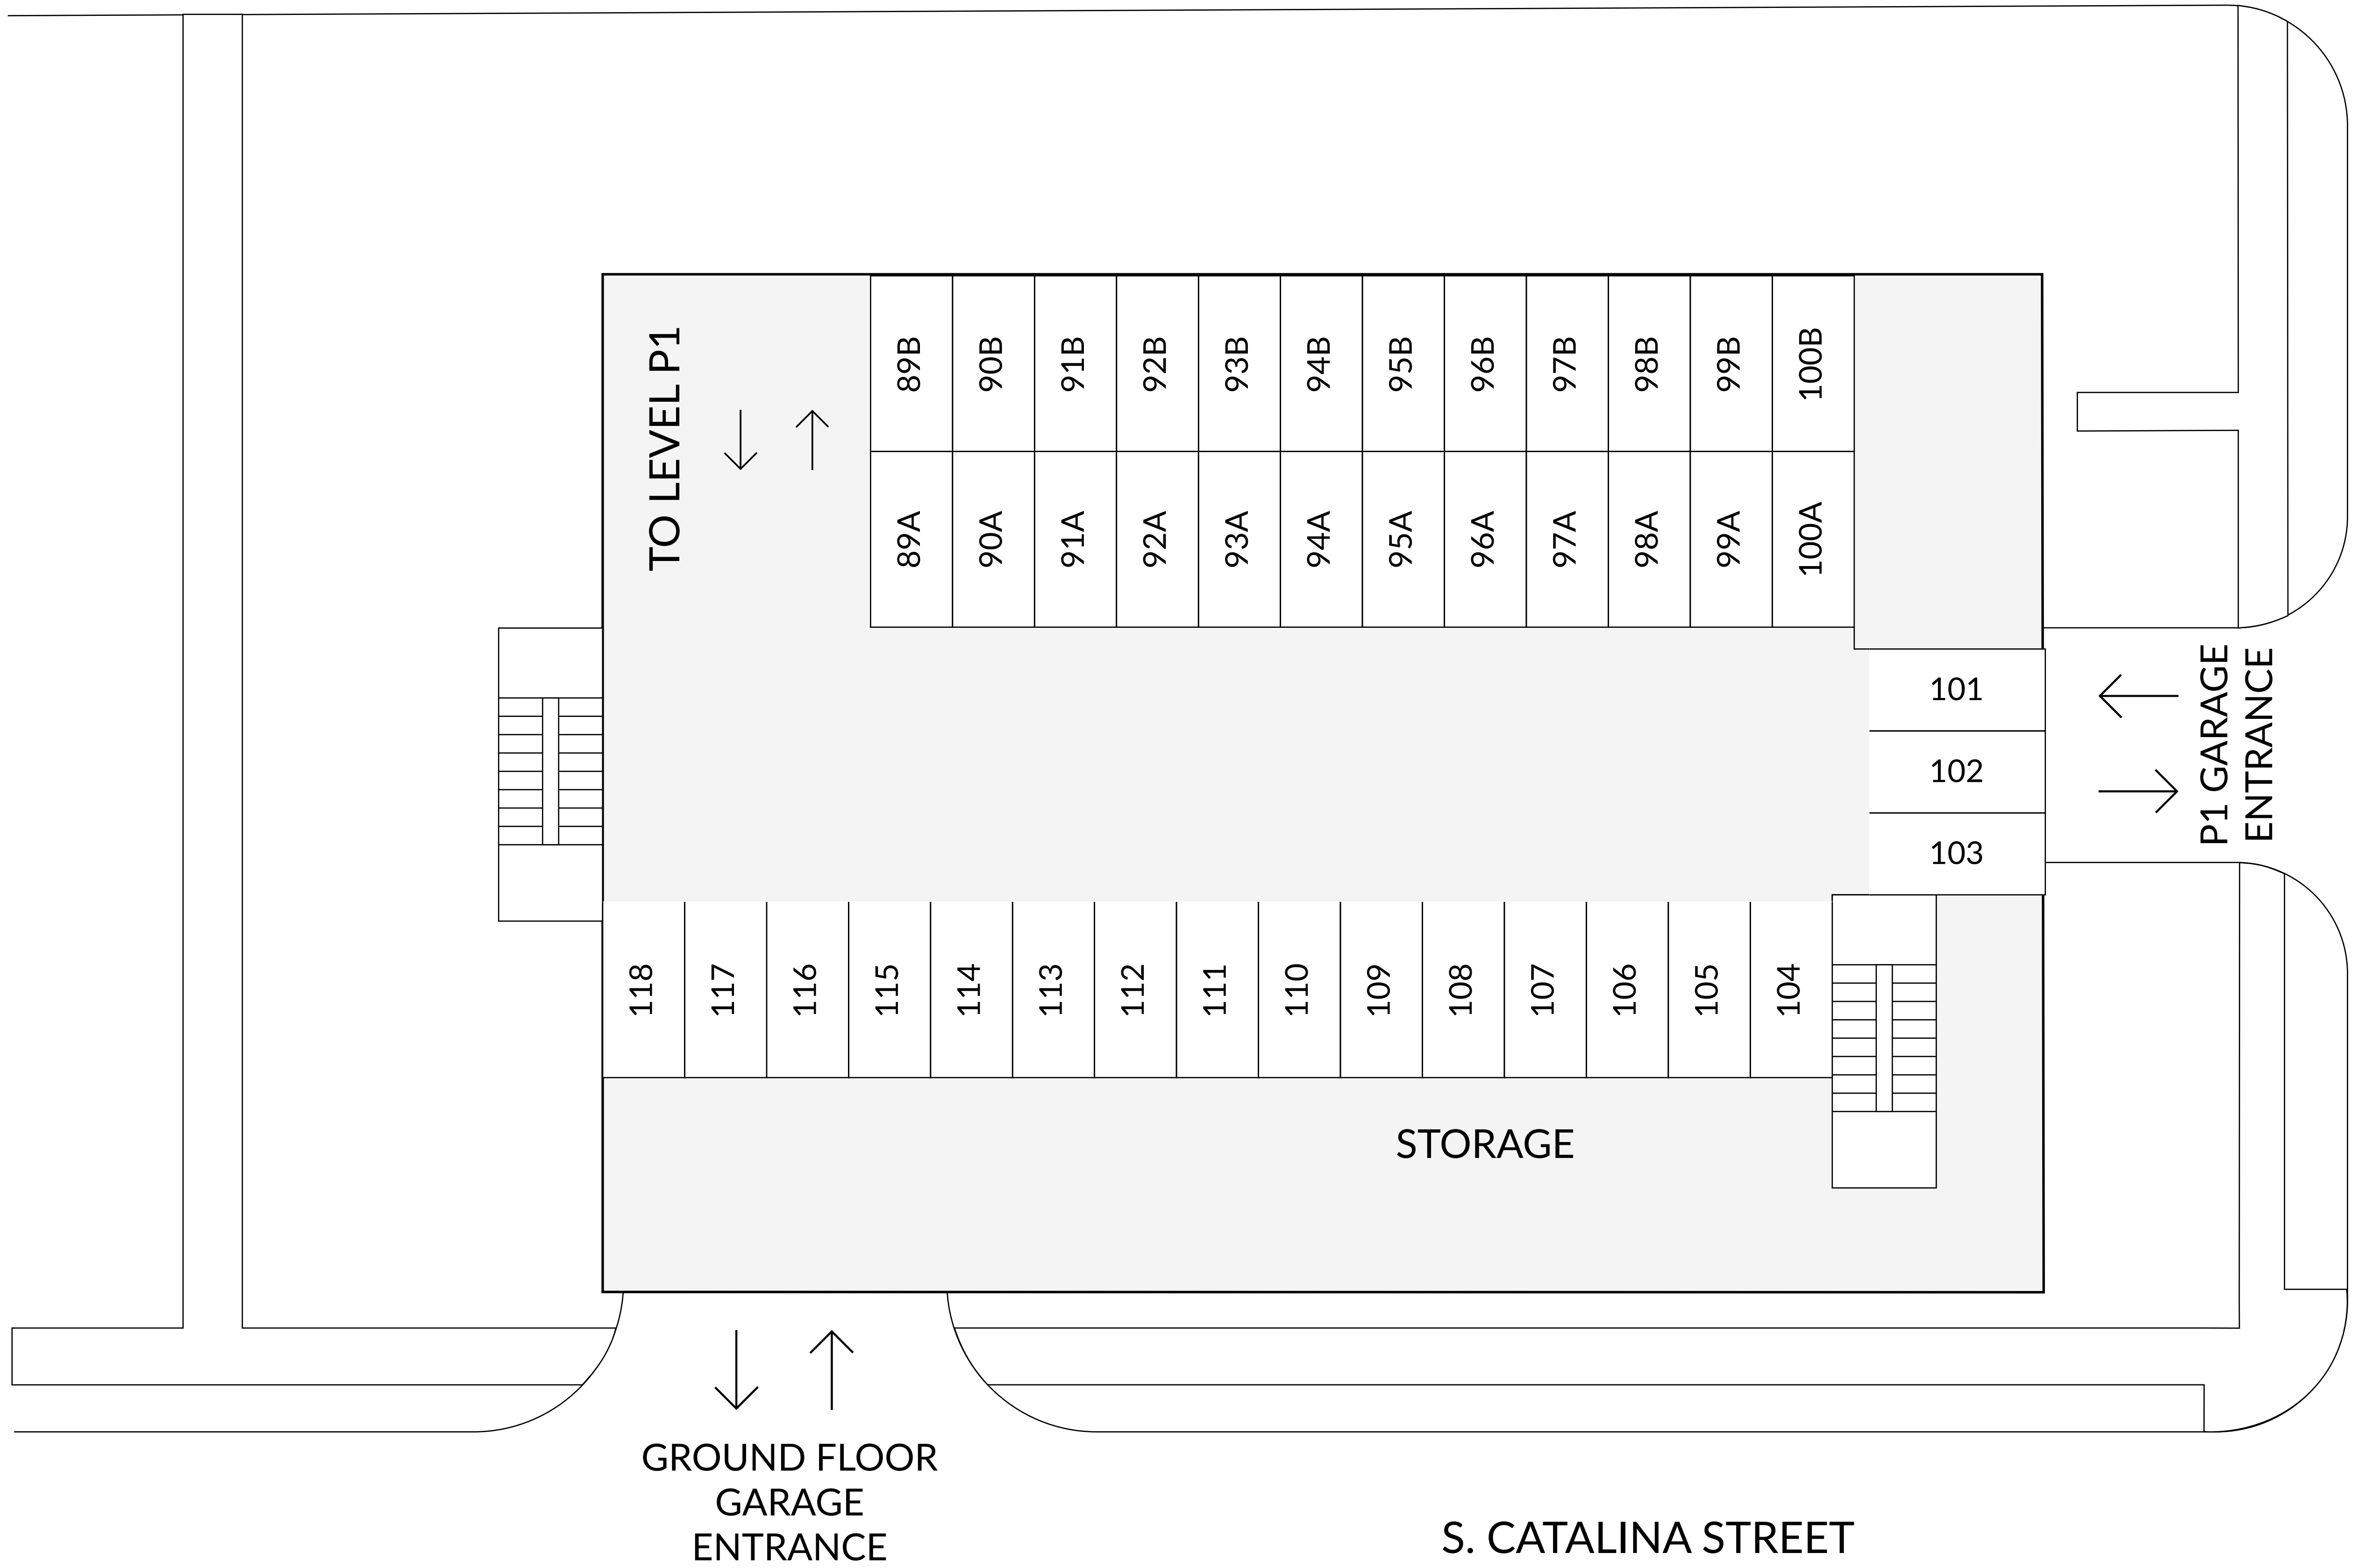 TO LEVEL P1
89B
90B
91B
92B
93B
94B
95B
96B
97B
98B
99B
100B
89A
90A
91A
92A
93A
94A
95A
96A
97A
98A
99A
100A
101
102
103
P1 GARAGE
ENTRANCE
118
117
116
115
114
113
112
111
110
109
108
107
106
105
104
STORAGE
GROUND FLOOR
GARAGE
ENTRANCE
S. CATALINA STREET